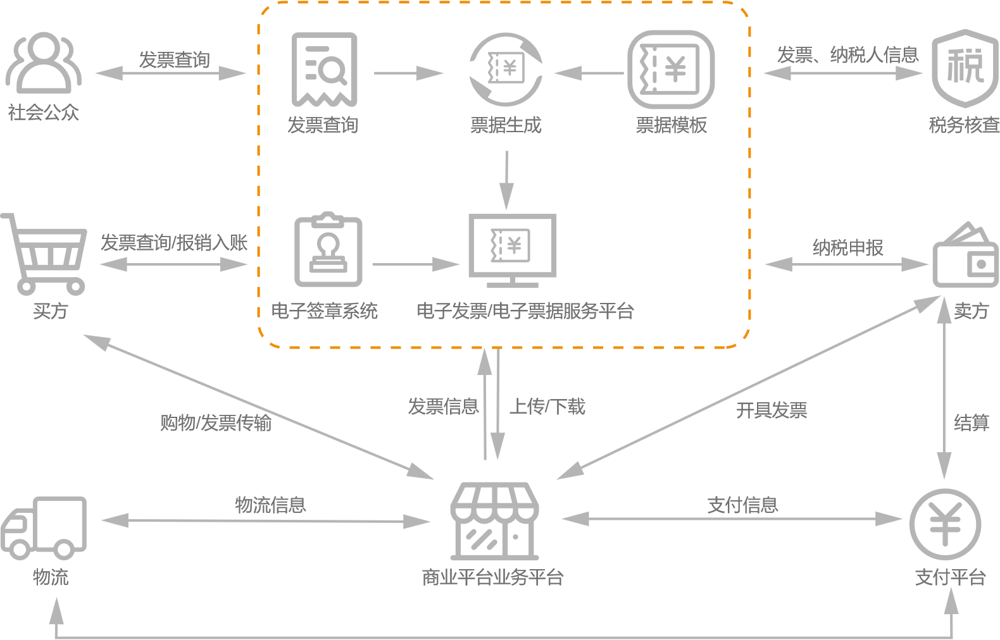 发票查询
发票、纳税人信息
税
社会公众
发票查询
票据生成
票据模板
税务核查
发票查询/报销入账
纳税申报
买方
电子签章系统
电子发票/电子票据服务平台
卖方
发票信息
上传/下载
开具发票
购物/发票传输
结算
物流信息
支付信息
物流
商业平台业务平台
支付平台